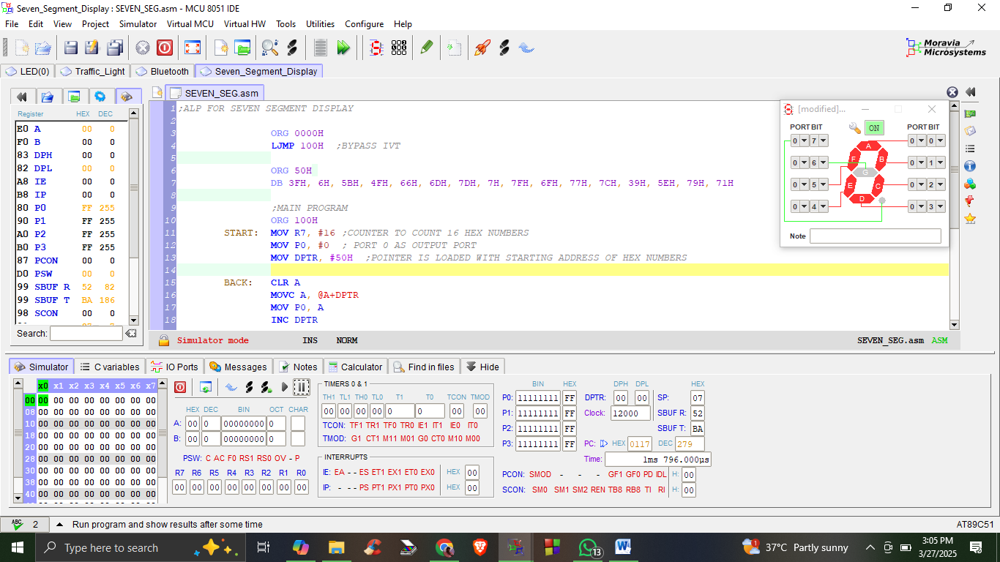 Seven_Segment_Display : SEVEN_SEG.asm - MCU 8051 IDE
File Edit View Project Simulator Virtual MCU Virtual HW Tools Utilities Configure Help
Moravia
Microsystems
LED(0) Traffic_Light Bluetooth Seven_Segment_Display
SEVEN_SEG.asm
Register HEX DEC
E0 A 00 0
F0 B 00 0
83 DPH 00 0
82 DPL 00 0
A8 IE 00 0
B8 IP 00 0
80 P0 FF 255
90 P1 FF 255
A0 P2 FF 255
B0 P3 FF 255
87 PCON 00 0
D0 PSW 00 0
99 SBUF R 52 82
99 SBUF T BA 186
98 SCON 00 0
Search:
1 ;ALP FOR SEVEN SEGMENT DISPLAY
2
3 ORG 0000H
4 LJMP 100H ;BYPASS IVT
5
6 ORG 50H
7 DB 3FH, 6H, 5BH, 4FH, 66H, 6DH, 7DH, 7H, 7FH, 6FH, 77H, 7CH, 39H, 5EH, 79H, 71H
8
9 ;MAIN PROGRAM
10 ORG 100H
11 START: MOV R7, #16 ;COUNTER TO COUNT 16 HEX NUMBERS
12 MOV P0, #0 ; PORT 0 AS OUTPUT PORT
13 MOV DPTR, #50H ;POINTER IS LOADED WITH STARTING ADDRESS OF HEX NUMBERS
14
15 BACK: CLR A
16 MOVC A, @A+DPTR
17 MOV P0, A
18 INC DPTR
[modified]...
PORT BIT ON PORT BIT
0 7 A 0 0
0 6 F B 0 1
G
0 5 E C 0 2
0 4 D 0 3
Note
Simulator mode INS NORM SEVEN_SEG.asm ASM
Simulator C variables IO Ports Messages Notes Calculator Find in files Hide
x0 x1 x2 x3 x4 x5 x6 x7
00 00 00 00 00 00 00 00 00
08 00 00 00 00 00 00 00 00
10 00 00 00 00 00 00 00 00
18 00 00 00 00 00 00 00 00
20 00 00 00 00 00 00 00 00
28 00 00 00 00 00 00 00 00
30 00 00 00 00 00 00 00 00
38 00 00 00 00 00 00 00 00
40 00 00 00 00 00 00 00 00
HEX DEC BIN OCT CHAR
A: 00 0 00000000 0
B: 00 0 00000000 0
PSW: C AC F0 RS1 RS0 OV - P
R7 R6 R5 R4 R3 R2 R1 R0
00 00 00 00 00 00 00 00
TIMERS 0 & 1
TH1 TL1 TH0 TL0 T1 T0 TCON TMOD
00 00 00 00 0 0 00 00
TCON: TF1 TR1 TF0 TR0 IE1 IT1 IE0 IT0
TMOD: G1 CT1 M11 M01 G0 CT0 M10 M00
INTERRUPTS
IE: EA - - ES ET1 EX1 ET0 EX0 HEX 00
IP: - - - PS PT1 PX1 PT0 PX0 HEX 00
BIN HEX
P0: 11111111 FF
P1: 11111111 FF
P2: 11111111 FF
P3: 11111111 FF
DPH DPL HEX
DPTR: 00 00 SP: 07
Clock: 12000 SBUF R: 52
SBUF T: BA
PC: HEX 0117 DEC 279
Time: 1ms 796.000µs
PCON: SMOD - - - GF1 GF0 PD IDL H: 00
SCON: SM0 SM1 SM2 REN TB8 RB8 TI RI H: 00
ABC 2 Run program and show results after some time AT89C51
Type here to search
13
1 37°C Partly sunny
3:05 PM
3/27/2025